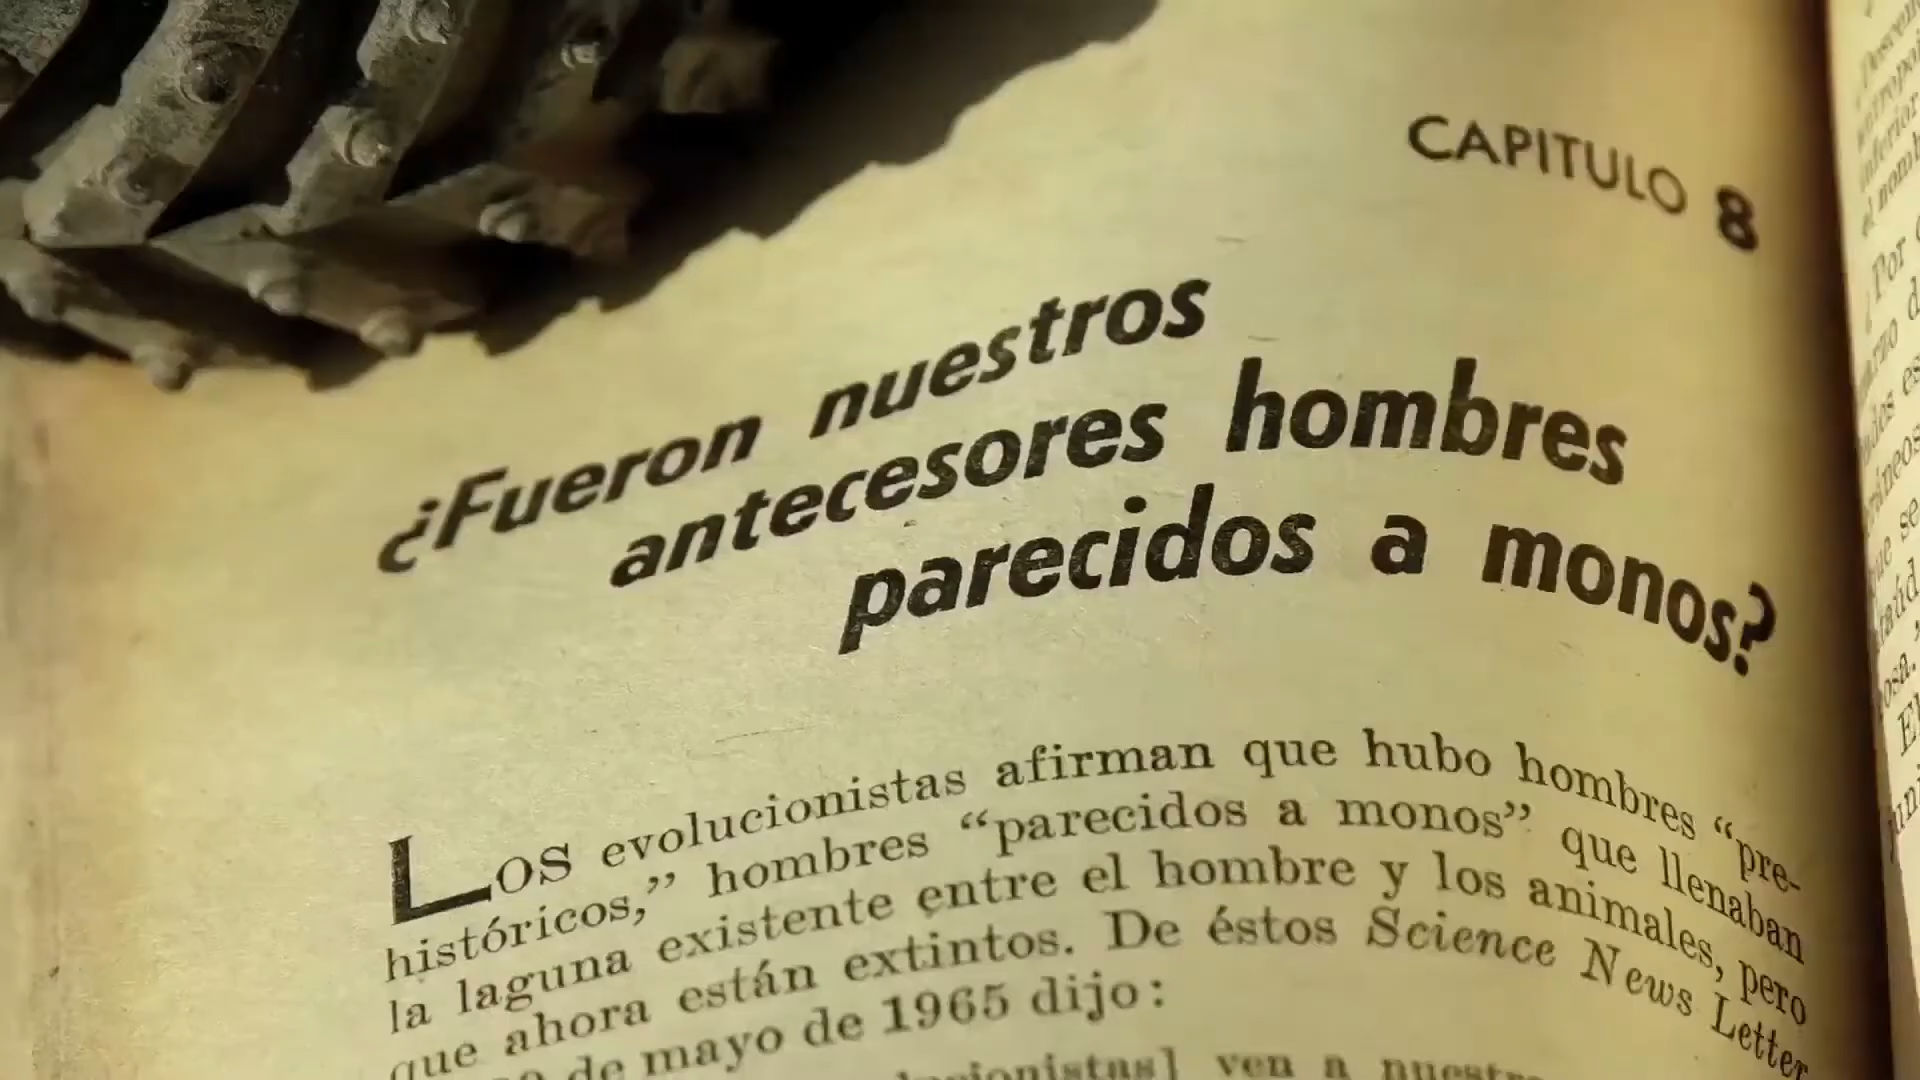 CAPITULO 8
¿Fueron nuestros
antecesores hombres
parecidos a monos?
Los evolucionistas afirman que hubo hombres “pre-
históricos,” hombres “parecidos a monos” que llenaban
la laguna existente entre el hombre y los animales, pero
que ahora están extintos. De éstos Science News Letter
de mayo de 1965 dijo:
ven a
Por